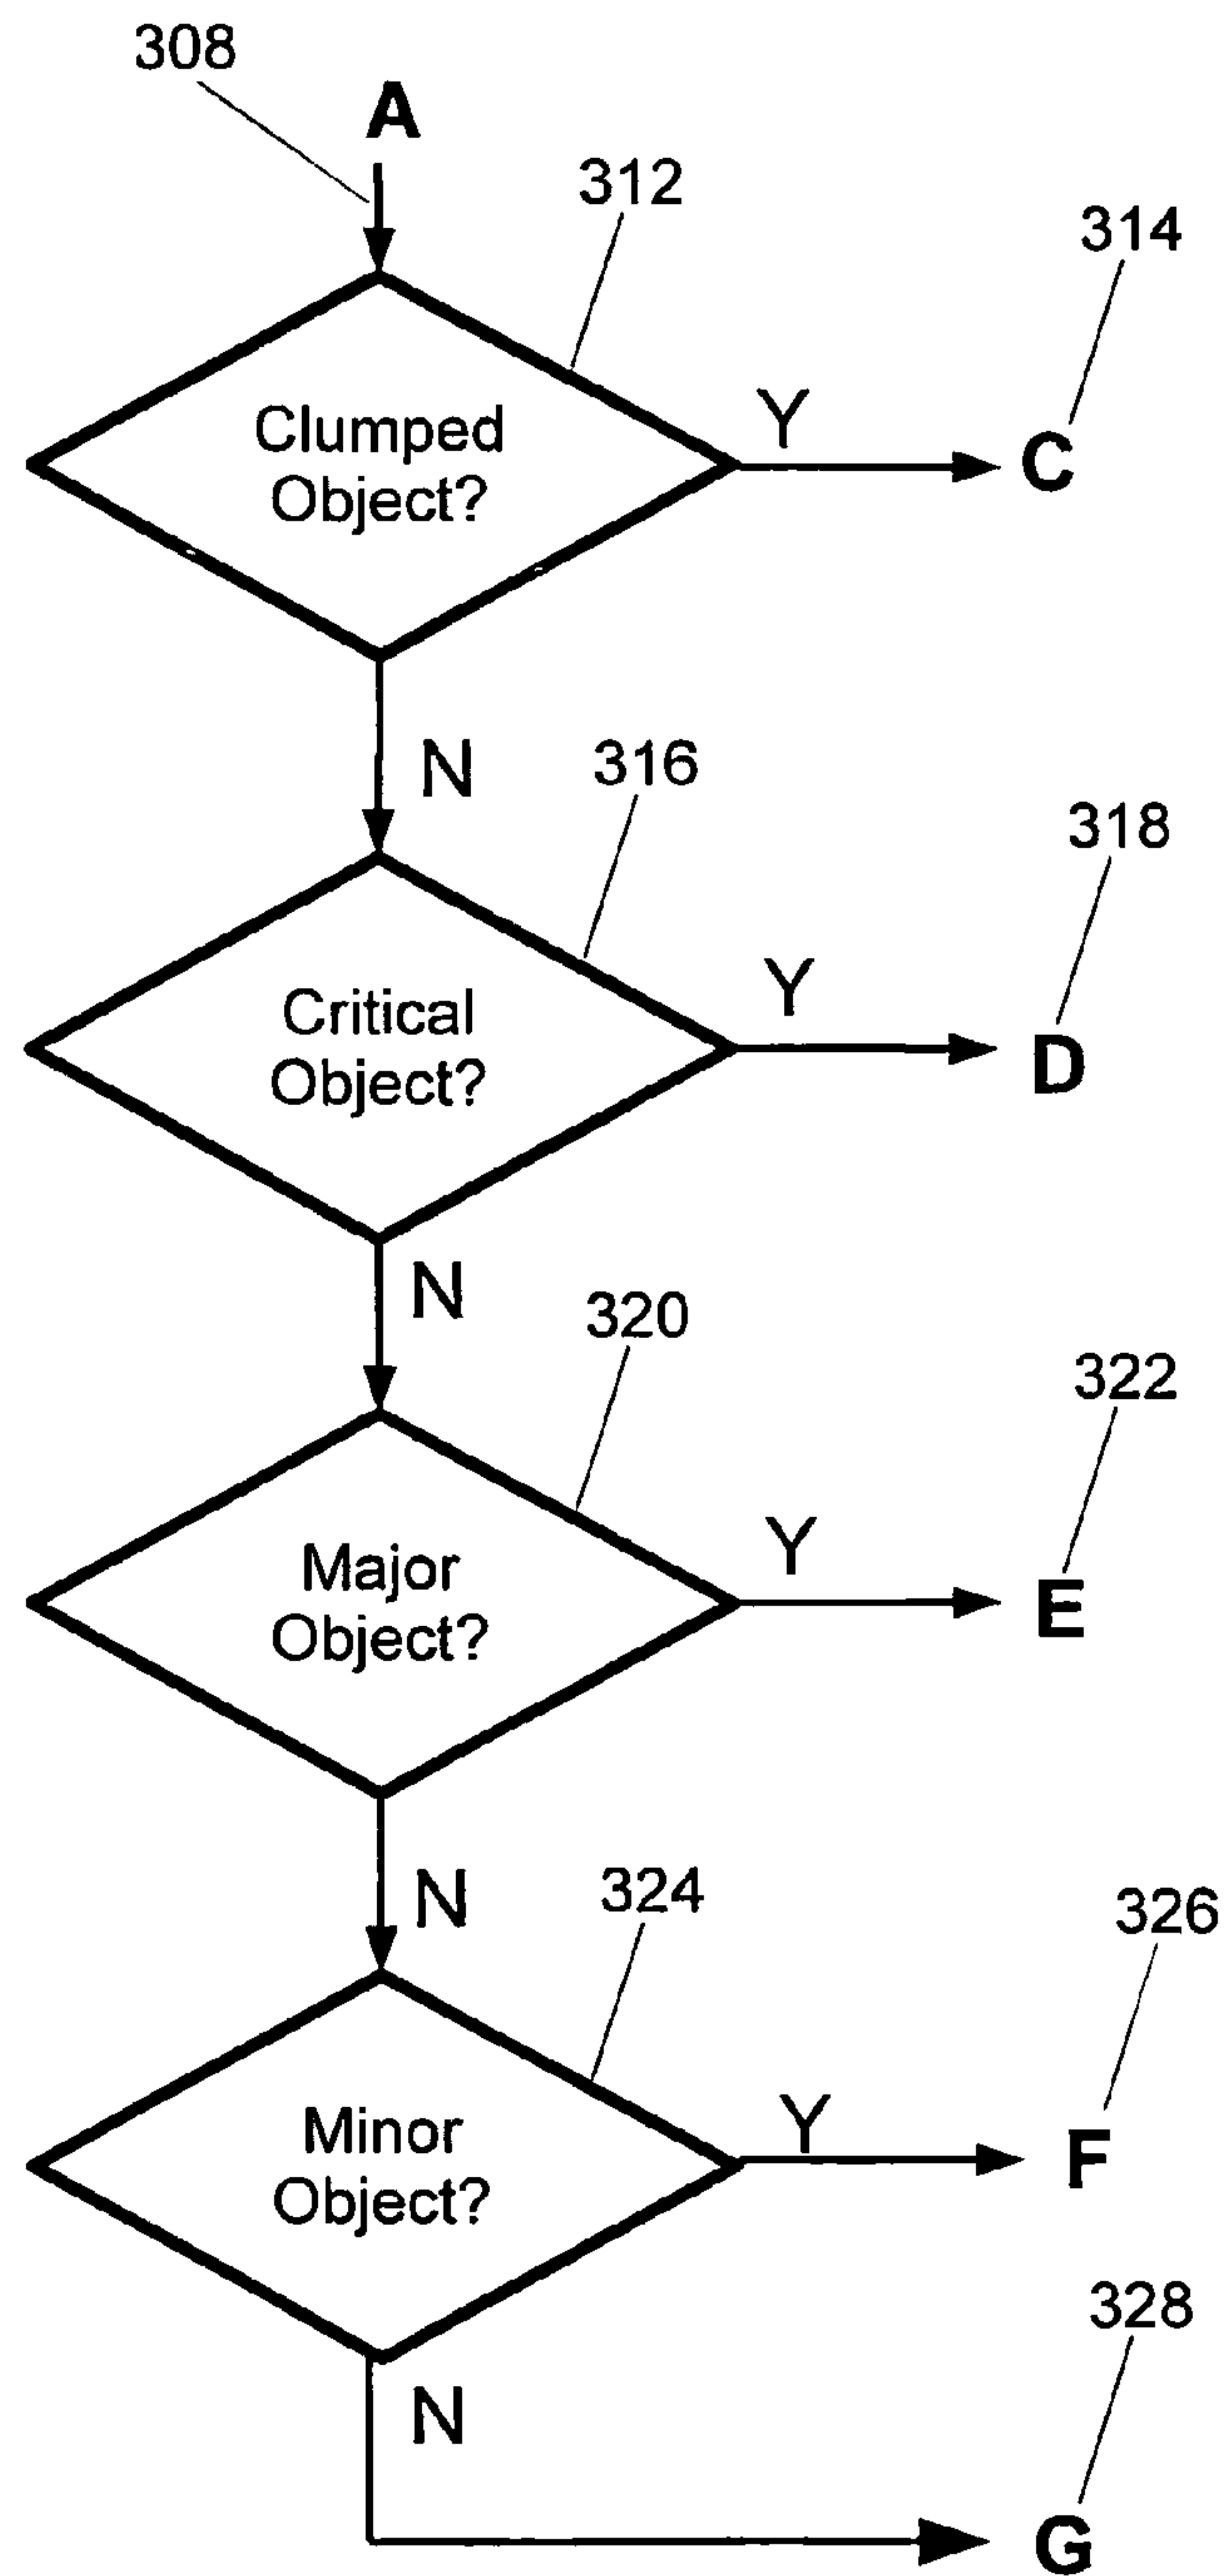 308
A
312
314
Clumped
Object?
Y
C
N
316
318
Critical
Object?
Y
D
N
320
322
Major
Object?
Y
E
N
324
326
Minor
Object?
Y
F
328
N
G